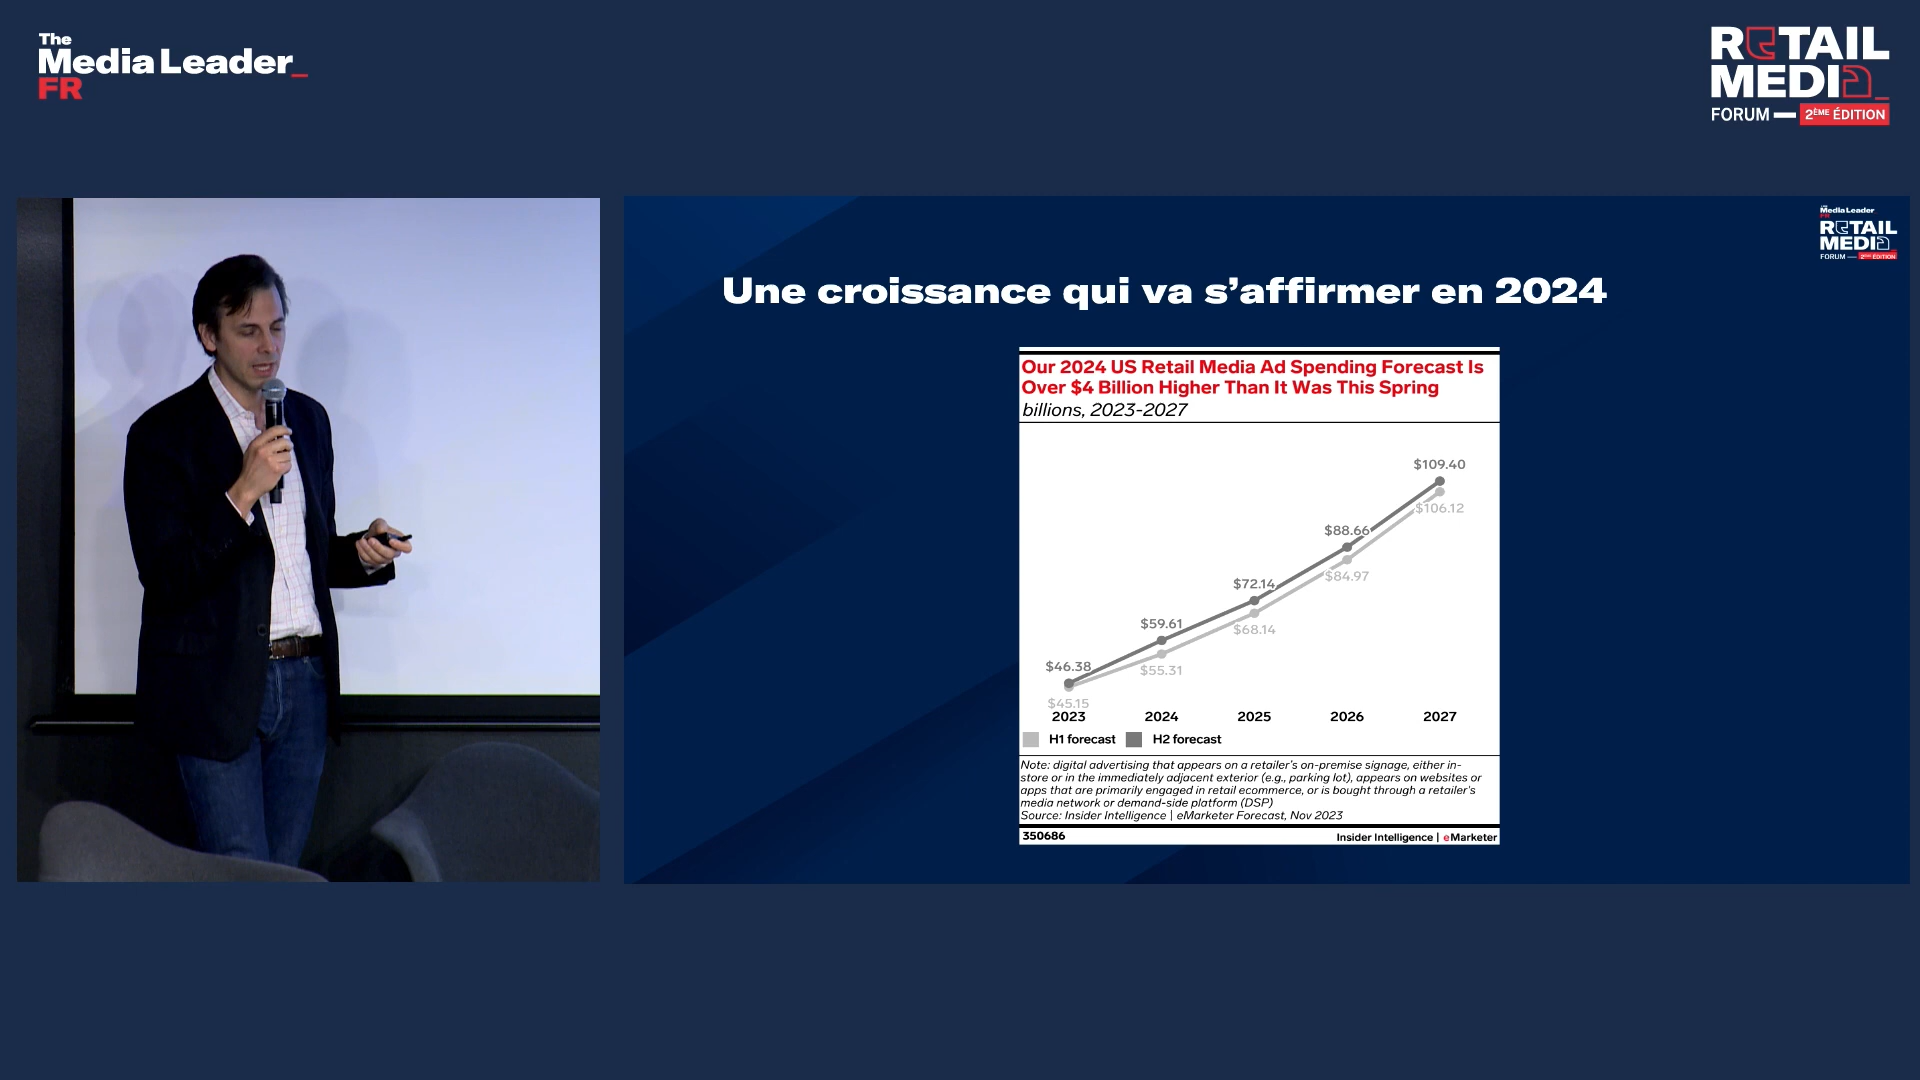 The
Media Leader_
FR
RETAIL
MEDIA_
FORUM — 2ÈME ÉDITION
The
Media Leader
FR
RETAIL
MEDIA_
FORUM — 2ÈME ÉDITION
Une croissance qui va s’affirmer en 2024
Our 2024 US Retail Media Ad Spending Forecast Is
Over $4 Billion Higher Than It Was This Spring
billions, 2023-2027
$109.40
$106.12
$88.66
$84.97
$72.14
$68.14
$59.61
$55.31
$46.38
$45.15
2023 2024 2025 2026 2027
H1 forecast H2 forecast
Note: digital advertising that appears on a retailer's on-premise signage, either in-
store or in the immediately adjacent exterior (e.g., parking lot), appears on websites or
apps that are primarily engaged in retail ecommerce, or is bought through a retailer's
media network or demand-side platform (DSP)
Source: Insider Intelligence | eMarketer Forecast, Nov 2023
350686 Insider Intelligence | eMarketer